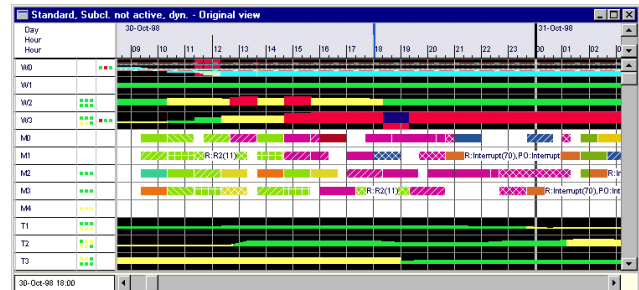 Standard, Subcl. not active, dyn. - Original view
Day
Hour
Hour
30-Oct-98
31-Oct-98
09 10 11 12 13 14 15 16 17 18 19 20 21 22 23 00 01 02 0
W0
W1
W2
W3
M0
M1 R:R2(11) R:Interrupt(70),PO:Interrupt
M2 R:In
M3 R:R2(11) R:Interrupt(70),PO:Int
M4
T1
T2
T3
30-Oct-98 18:00